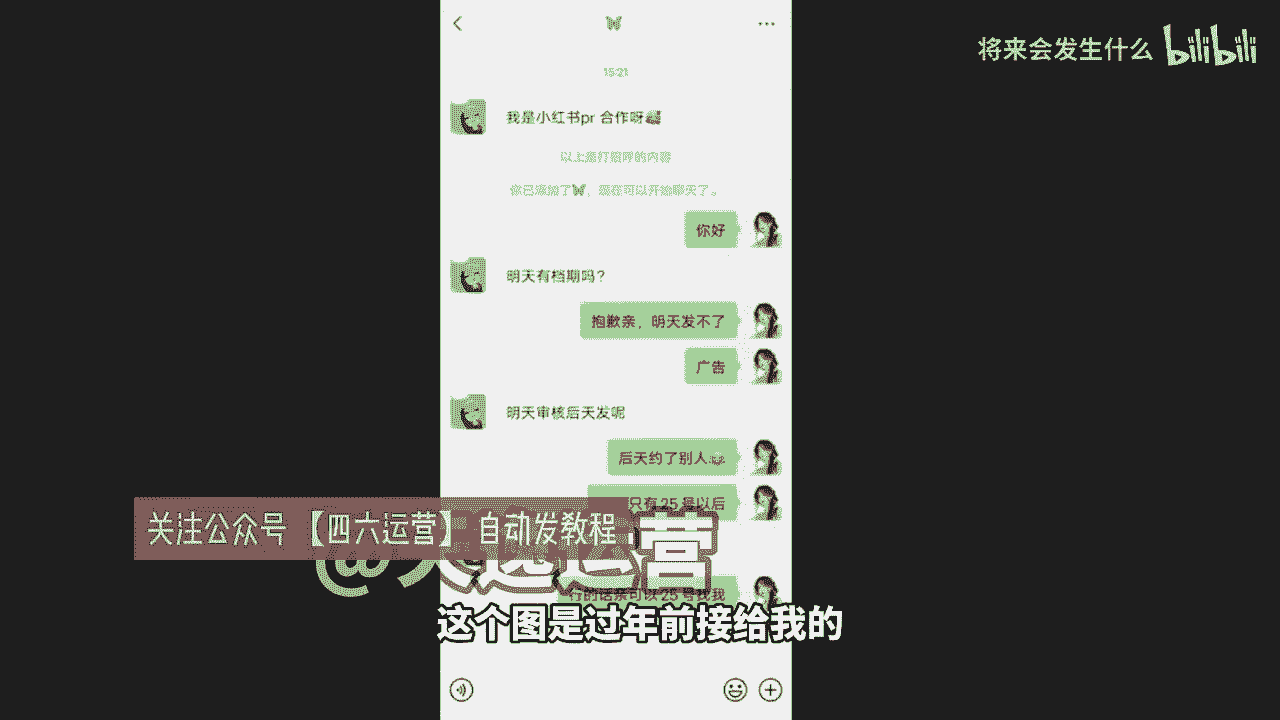 将来会发生什么 bilibili
15:21
我是小红书pr 合作呀
以上是打招呼的内容
你已添加了,现在可以开始聊天了。
你好
明天有档期吗?
抱歉亲,明天发不了
广告
明天审核后天发呢
后天约了别人
只有 25 号以后
关注公众号【四六运营】自动发教程
运营
行的话亲可以 25 号找我
这个图是过年前接给我的